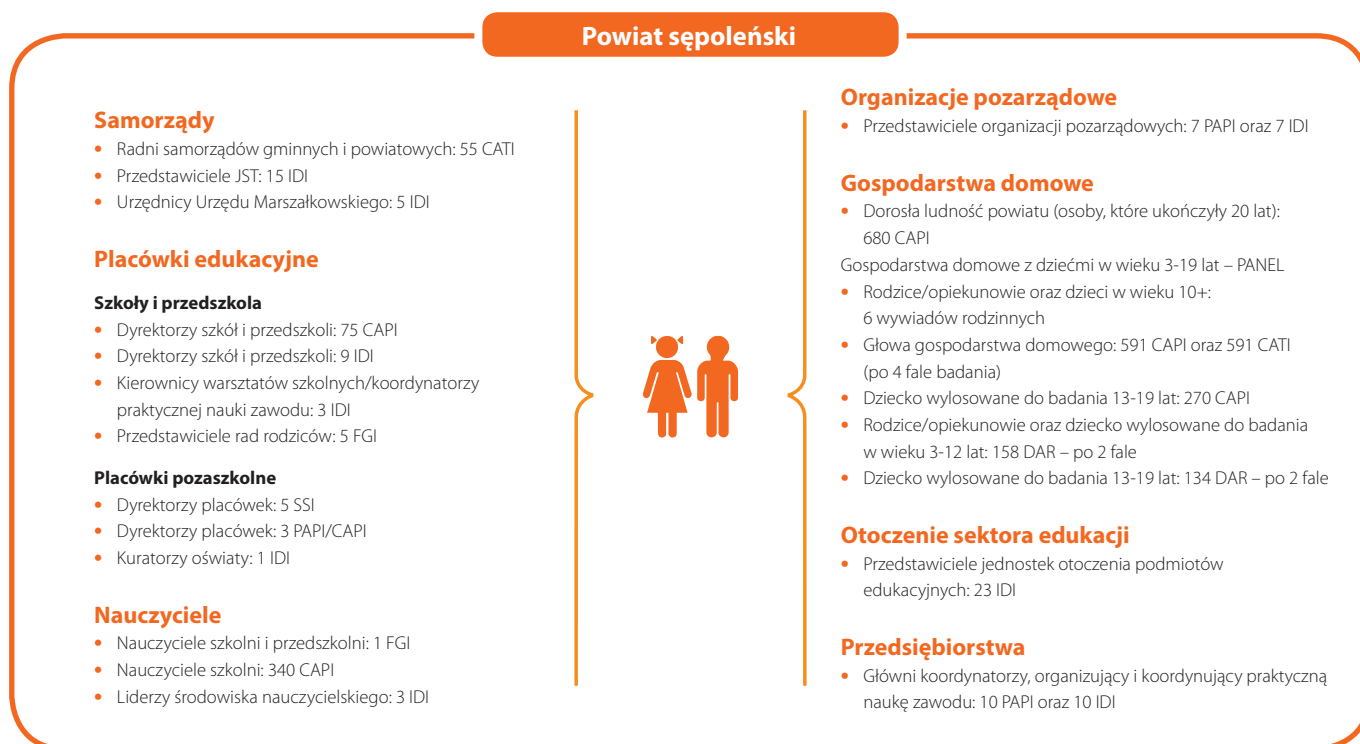 Powiat sępoleński
Samorządy
• Radni samorządów gminnych i powiatowych: 55 CATI
• Przedstawiciele JST: 15 IDI
• Urzędnicy Urzędu Marszałkowskiego: 5 IDI
Placówki edukacyjne
Szkoły i przedszkola
• Dyrektorzy szkół i przedszkoli: 75 CAPI
• Dyrektorzy szkół i przedszkoli: 9 IDI
• Kierownicy warsztatów szkolnych/koordynatorzy
praktycznej nauki zawodu: 3 IDI
• Przedstawiciele rad rodziców: 5 FGI
Placówki pozaszkolne
• Dyrektorzy placówek: 5 SSI
• Dyrektorzy placówek: 3 PAPI/CAPI
• Kuratorzy oświaty: 1 IDI
Nauczyciele
• Nauczyciele szkolni i przedszkolni: 1 FGI
• Nauczyciele szkolni: 340 CAPI
• Liderzy środowiska nauczycielskiego: 3 IDI
Organizacje pozarządowe
• Przedstawiciele organizacji pozarządowych: 7 PAPI oraz 7 IDI
Gospodarstwa domowe
• Dorosła ludność powiatu (osoby, które ukończyły 20 lat):
680 CAPI
Gospodarstwa domowe z dziećmi w wieku 3-19 lat – PANEL
• Rodzice/opiekunowie oraz dzieci w wieku 10+:
6 wywiadów rodzinnych
• Głowa gospodarstwa domowego: 591 CAPI oraz 591 CATI
(po 4 fale badania)
• Dziecko wylosowane do badania 13-19 lat: 270 CAPI
• Rodzice/opiekunowie oraz dziecko wylosowane do badania
w wieku 3-12 lat: 158 DAR – po 2 fale
• Dziecko wylosowane do badania 13-19 lat: 134 DAR – po 2 fale
Otoczenie sektora edukacji
• Przedstawiciele jednostek otoczenia podmiotów
edukacyjnych: 23 IDI
Przedsiębiorstwa
• Główni koordynatorzy, organizujący i koordynujący praktyczną
naukę zawodu: 10 PAPI oraz 10 IDI